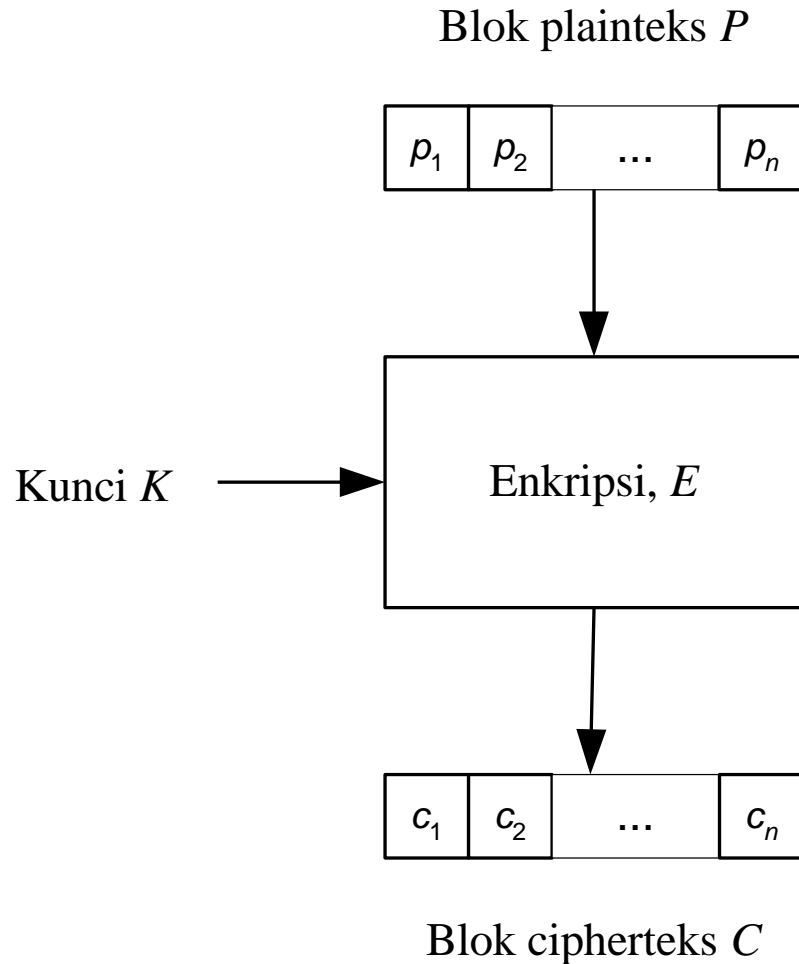 Blok plainteks P
p₁ p₂ ... pₙ
Kunci K
Enkripsi, E
c₁ c₂ ... cₙ
Blok cipherteks C